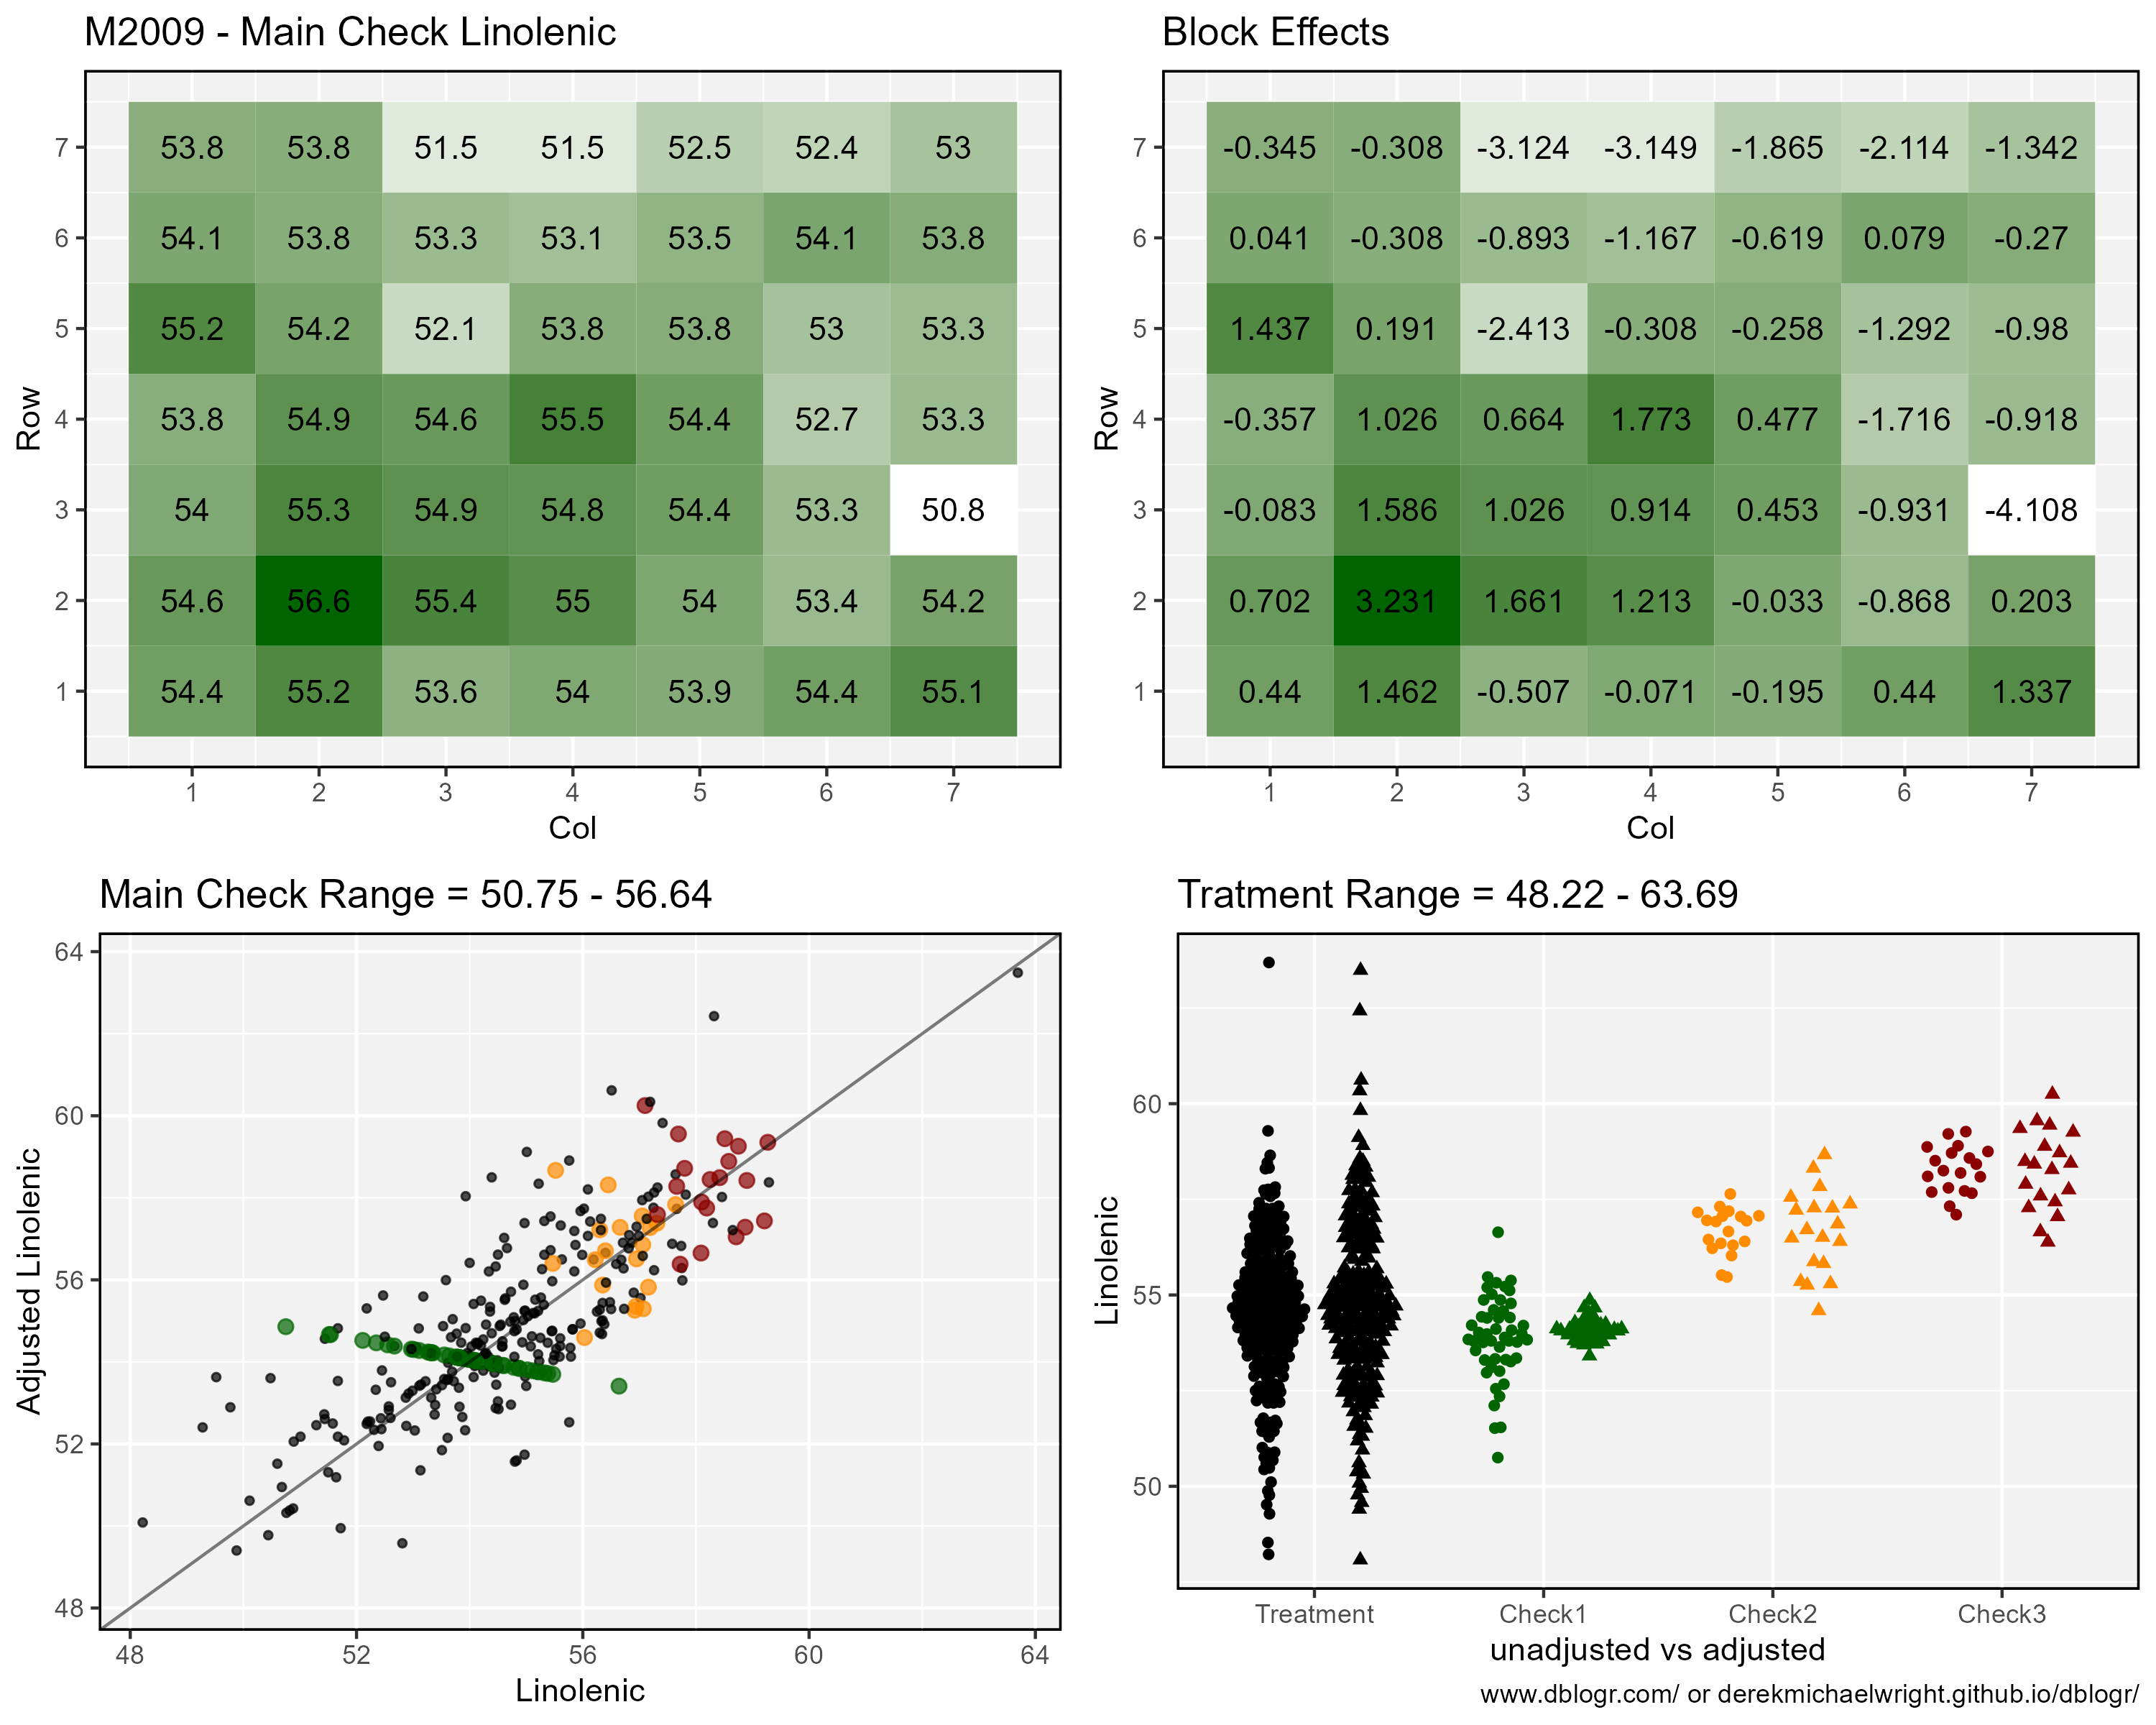 M2009 - Main Check Linolenic
Row
7 53.8 53.8 51.5 51.5 52.5 52.4 53
6 54.1 53.8 53.3 53.1 53.5 54.1 53.8
5 55.2 54.2 52.1 53.8 53.8 53 53.3
4 53.8 54.9 54.6 55.5 54.4 52.7 53.3
3 54 55.3 54.9 54.8 54.4 53.3 50.8
2 54.6 56.6 55.4 55 54 53.4 54.2
1 54.4 55.2 53.6 54 53.9 54.4 55.1
1 2 3 4 5 6 7
Col
Block Effects
Row
7 -0.345 -0.308 -3.124 -3.149 -1.865 -2.114 -1.342
6 0.041 -0.308 -0.893 -1.167 -0.619 0.079 -0.27
5 1.437 0.191 -2.413 -0.308 -0.258 -1.292 -0.98
4 -0.357 1.026 0.664 1.773 0.477 -1.716 -0.918
3 -0.083 1.586 1.026 0.914 0.453 -0.931 -4.108
2 0.702 3.231 1.661 1.213 -0.033 -0.868 0.203
1 0.44 1.462 -0.507 -0.071 -0.195 0.44 1.337
1 2 3 4 5 6 7
Col
Main Check Range = 50.75 - 56.64
Adjusted Linolenic
64
60
56
52
48
48 52 56 60 64
Linolenic
Tratment Range = 48.22 - 63.69
Linolenic
60
55
50
Treatment Check1 Check2 Check3
unadjusted vs adjusted
www.dblogr.com/ or derekmichaelwright.github.io/dblogr/